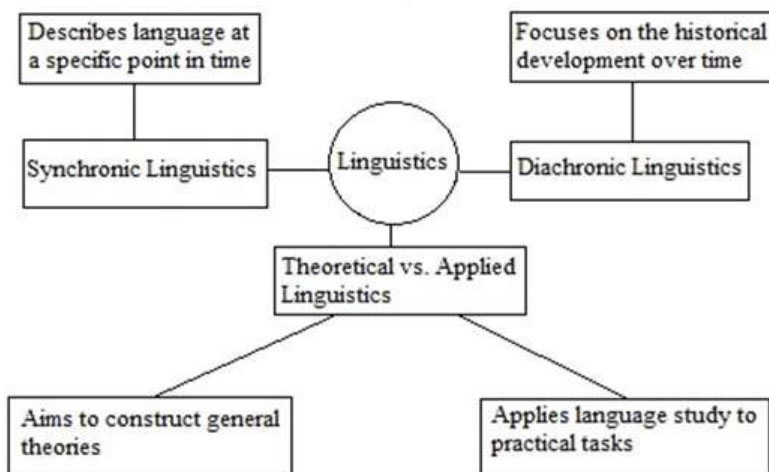 Describes language at
a specific point in time
Focuses on the historical
development over time
Synchronic Linguistics
Linguistics
Diachronic Linguistics
Theoretical vs. Applied
Linguistics
Aims to construct general
theories
Applies language study to
practical tasks